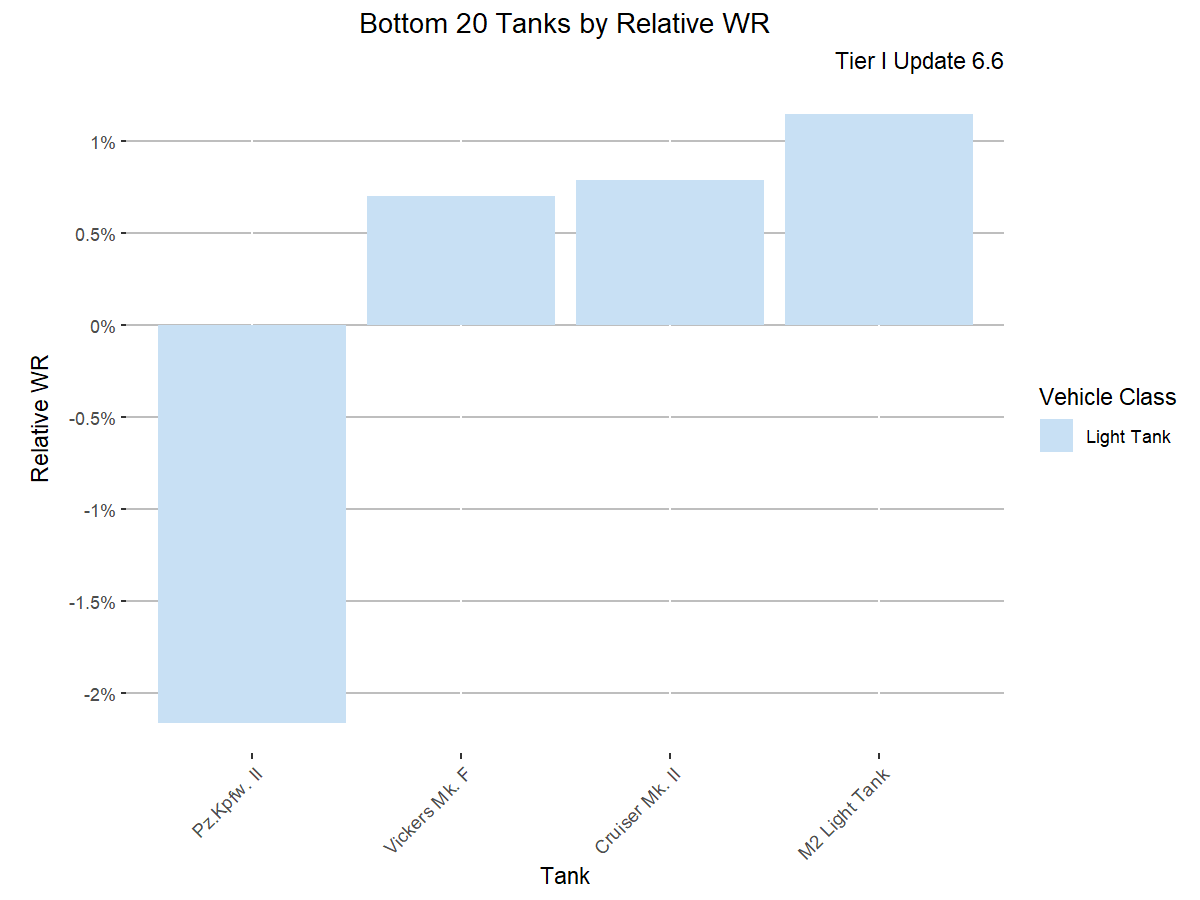 Bottom 20 Tanks by Relative WR
Tier I Update 6.6
1%
0.5%
0%
-0.5%
-1%
-1.5%
-2%
Relative WR
Pz.Kpfw. II
Vickers Mk. F
Cruiser Mk. II
M2 Light Tank
Tank
Vehicle Class
Light Tank